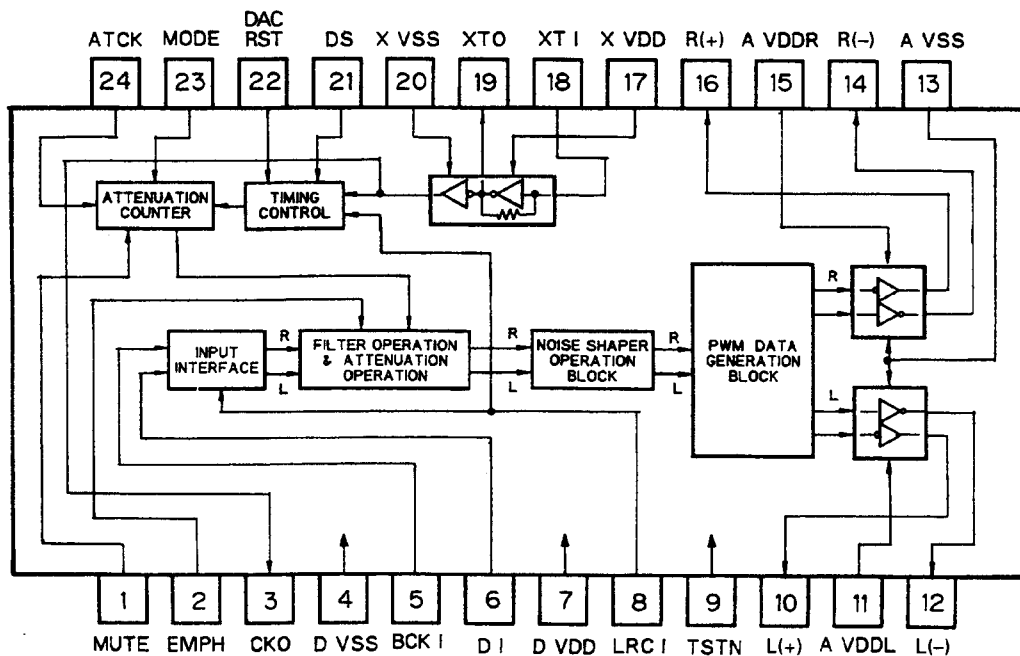 DAC
ATCK MODE RST DS X VSS XTO XT I X VDD R(+) A VDDR R(-) A VSS
24 23 22 21 20 19 18 17 16 15 14 13
ATTENUATION
COUNTER
TIMING
CONTROL
INPUT
INTERFACE
R
L
FILTER OPERATION
& ATTENUATION
OPERATION
R
L
NOISE SHAPER
OPERATION
BLOCK
R
L
PWM DATA
GENERATION
BLOCK
R
L
1 2 3 4 5 6 7 8 9 10 11 12
MUTE EMPH CKO D VSS BCK I D I D VDD LRC I TSTN L(+) A VDDL L(-)